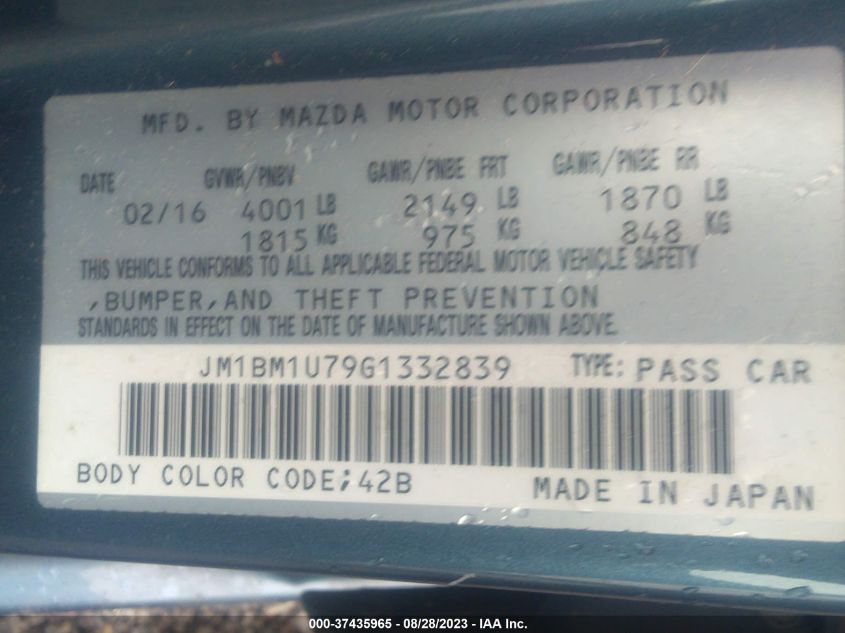 MFD. BY MAZDA MOTOR CORPORATION
DATE GVWR/PNBV GAWR/PNBE FRT GAWR/PNBE RR
02/16 4001 LB 2149 LB 1870 LB
1815 KG 975 KG 848 KG
THIS VEHICLE CONFORMS TO ALL APPLICABLE FEDERAL MOTOR VEHICLE SAFETY
,BUMPER,AND THEFT PREVENTION
STANDARDS IN EFFECT ON THE DATE OF MANUFACTURE SHOWN ABOVE.
JM1BM1U79G1332839 TYPE: PASS CAR
BODY COLOR CODE;42B MADE IN JAPAN
000-37435965 - 08/28/2023 - IAA Inc.